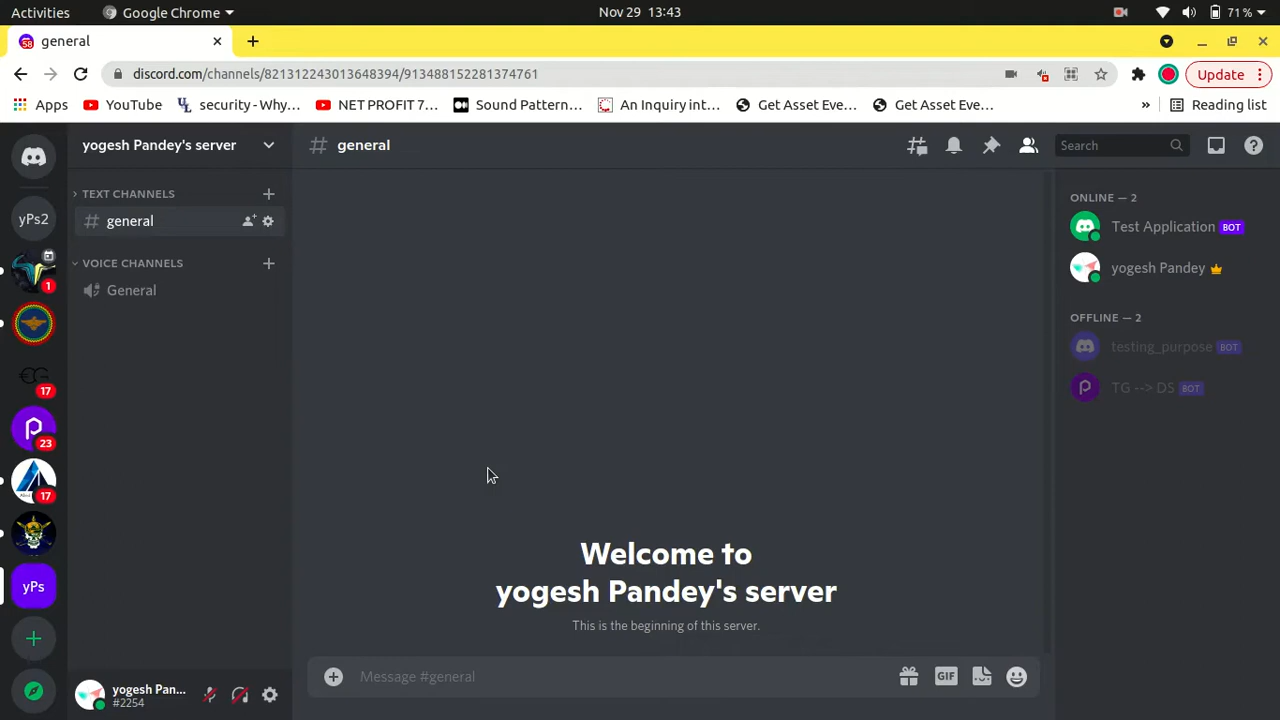 Activities
Google Chrome
Nov 29 13:43
71%
58
general
discord.com/channels/821312243013648394/913488152281374761
Update
Apps
YouTube
security - Why...
NET PROFIT 7...
Sound Pattern...
An Inquiry int...
Get Asset Eve...
Get Asset Eve...
»
Reading list
yogesh Pandey's server
# general
Search
TEXT CHANNELS
# general
VOICE CHANNELS
General
yPs2
1
17
23
17
yPs
ONLINE — 2
Test Application BOT
yogesh Pandey
OFFLINE — 2
testing_purpose BOT
TG --> DS BOT
Welcome to
yogesh Pandey's server
This is the beginning of this server.
Message #general
GIF
yogesh Pan...
#2254